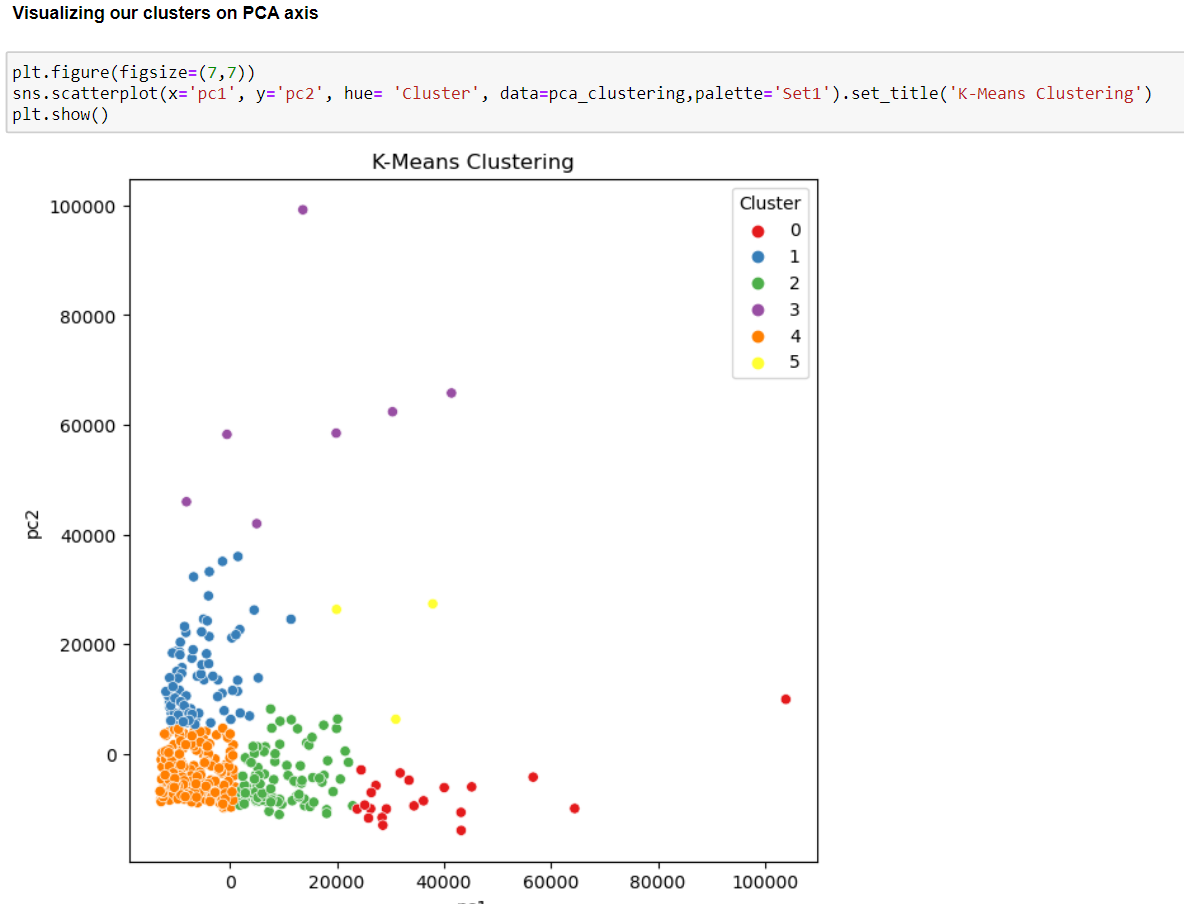 Visualizing our clusters on PCA axis
plt.figure(figsize=(7,7))
sns.scatterplot(x='pc1', y='pc2', hue= 'Cluster', data=pca_clustering,palette='Set1').set_title('K-Means Clustering')
plt.show()
K-Means Clustering
Cluster
0
1
2
3
4
5
100000
80000
60000
40000
20000
0
pc2
0
20000
40000
60000
80000
100000